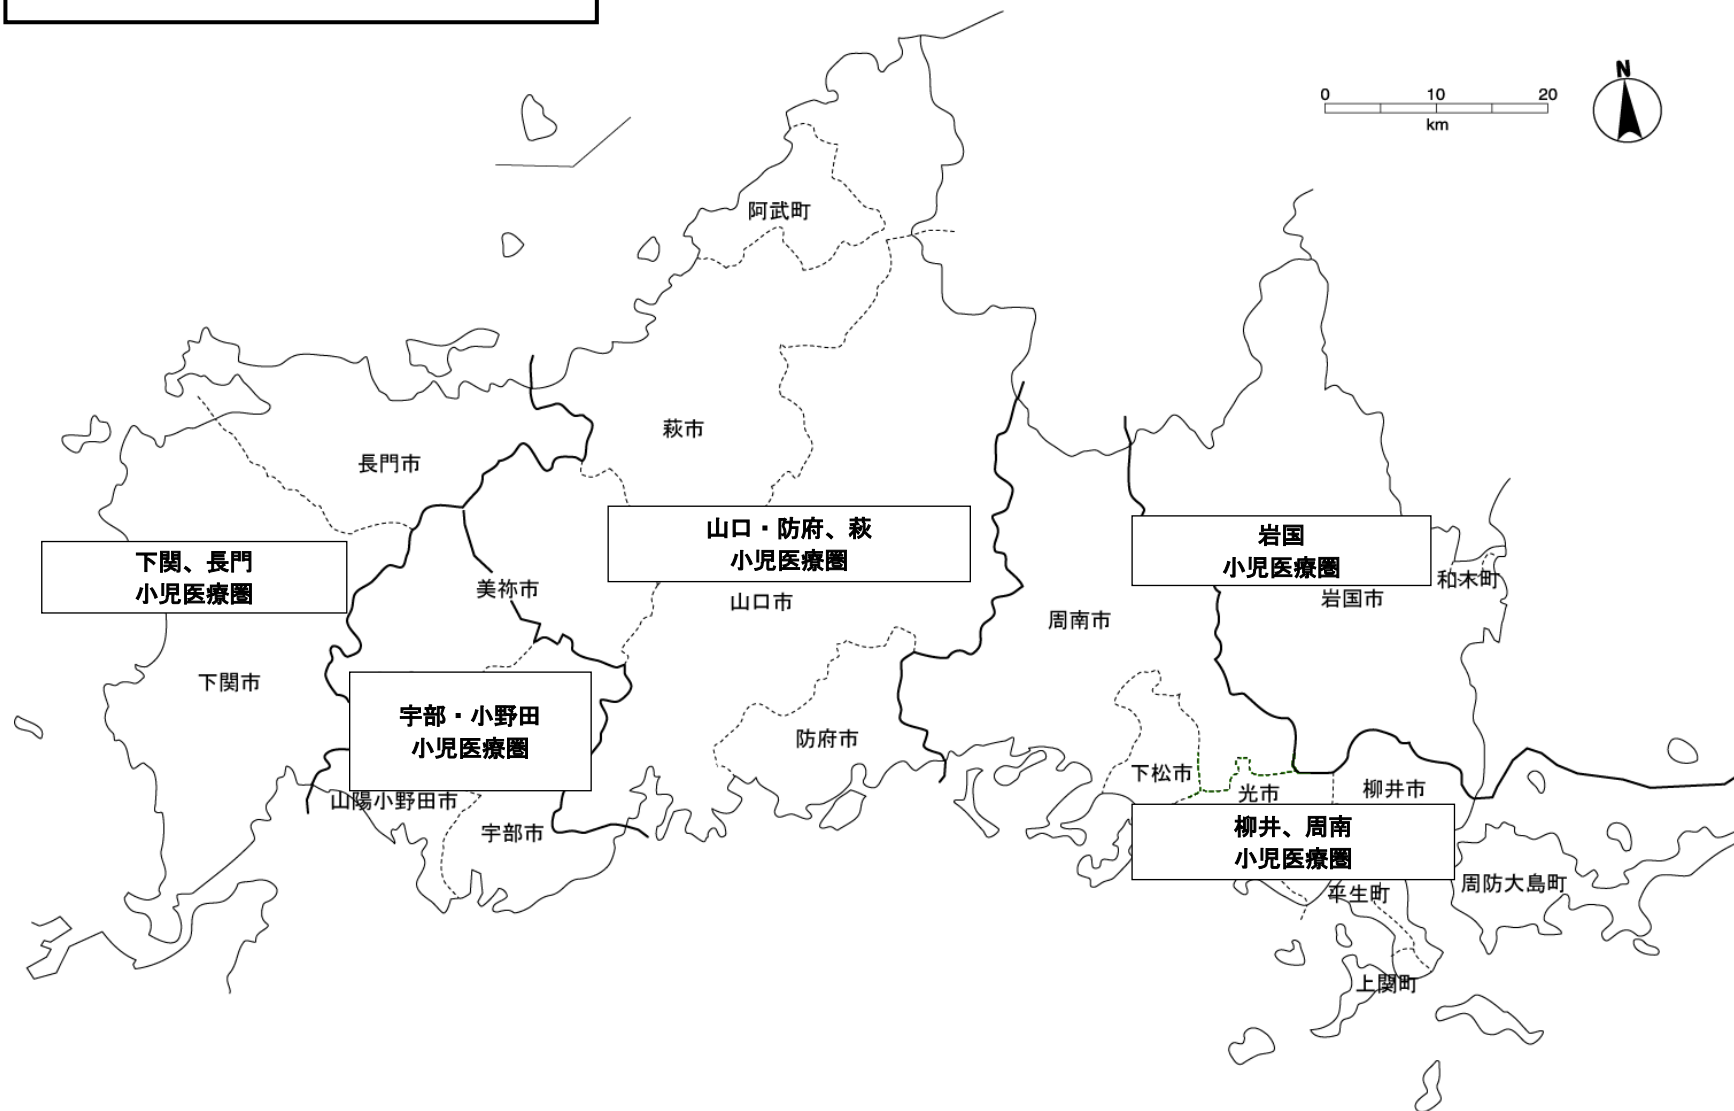 N
0 10 20
km
阿武町
萩市
長門市
山口・防府、萩
小児医療圏
岩国
小児医療圏
下関、長門
小児医療圏
和木町
美祢市
山口市
岩国市
周南市
下関市
宇部・小野田
小児医療圏
防府市
下松市
光市
柳井市
山陽小野田市
宇部市
柳井、周南
小児医療圏
周防大島町
平生町
上関町